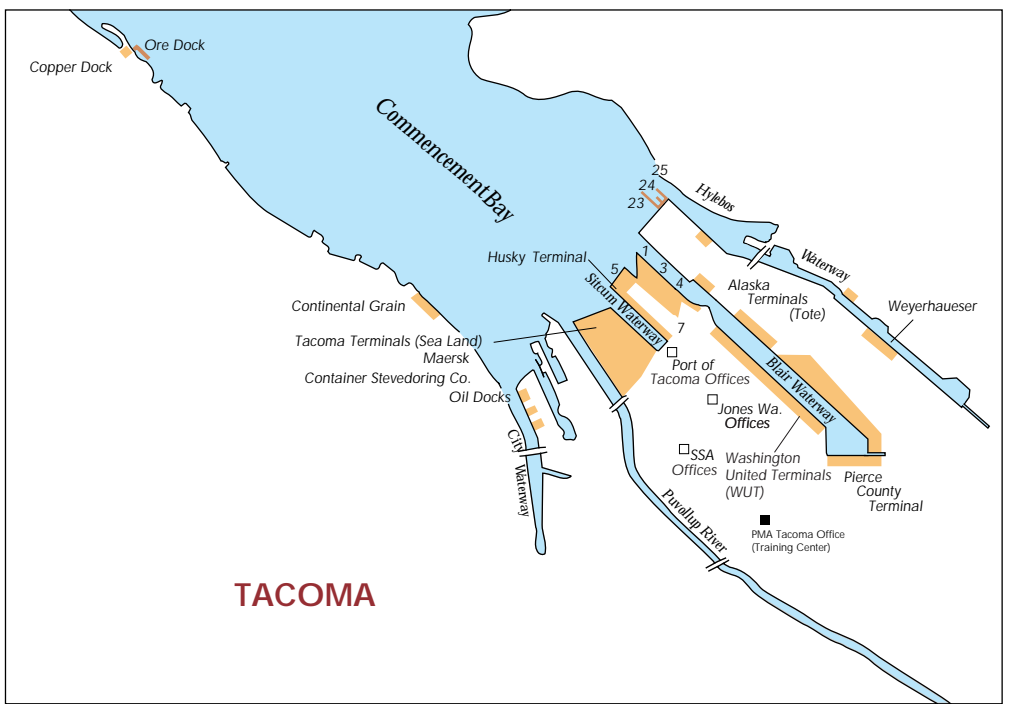 Ore Dock
Copper Dock
Commencement Bay
25
24
23
Hylebos
Waterway
Husky Terminal
1
3
4
5
7
Sitcum Waterway
Alaska
Terminals
(Tote)
Weyerhaueser
Continental Grain
Tacoma Terminals (Sea Land)
Maersk
Container Stevedoring Co.
Oil Docks
Port of
Tacoma Offices
Blair Waterway
Jones Wa.
Offices
City Waterway
SSA
Offices
Washington
United Terminals
(WUT)
Pierce
County
Terminal
Puvollup River
PMA Tacoma Office
(Training Center)
TACOMA